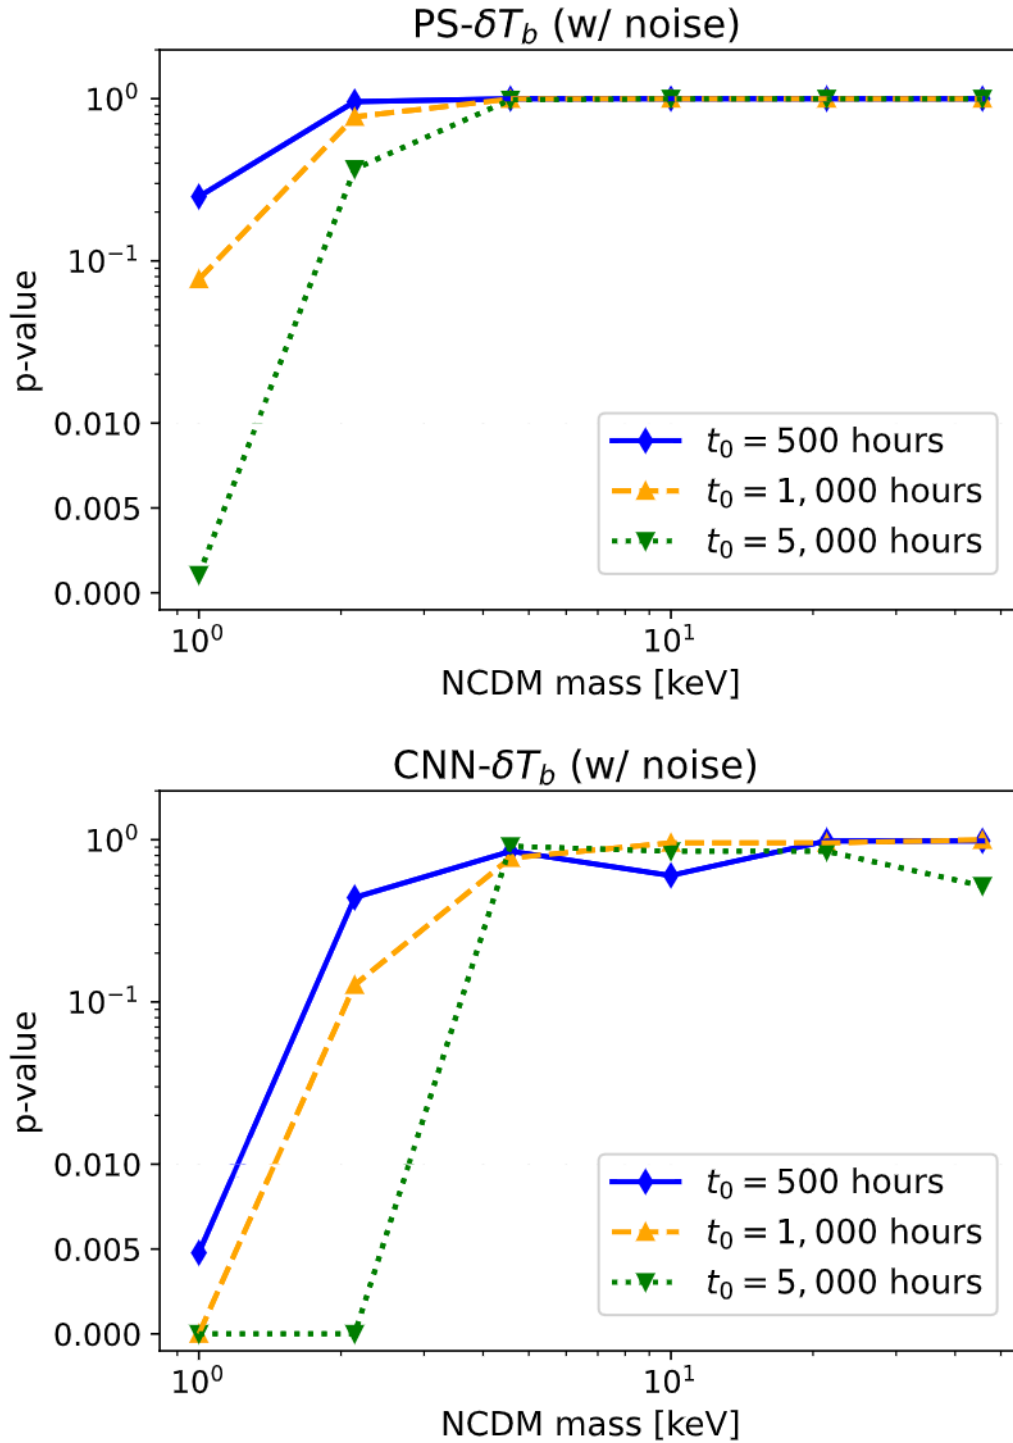 PS-δT_b (w/ noise)
p-value
10^0
10^-1
0.010
0.005
0.000
t_0 = 500 hours
t_0 = 1,000 hours
t_0 = 5,000 hours
10^0
10^1
NCDM mass [keV]
CNN-δT_b (w/ noise)
p-value
10^0
10^-1
0.010
0.005
0.000
t_0 = 500 hours
t_0 = 1,000 hours
t_0 = 5,000 hours
10^0
10^1
NCDM mass [keV]